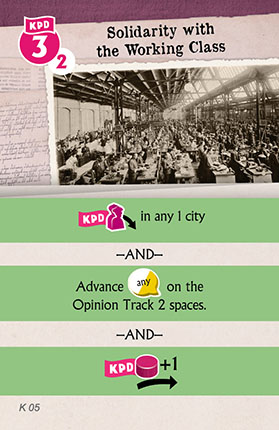 KPD
3
2
Solidarity with
the Working Class
KPD in any 1 city
–AND–
Advance any on the
Opinion Track 2 spaces.
–AND–
KPD +1
K 05